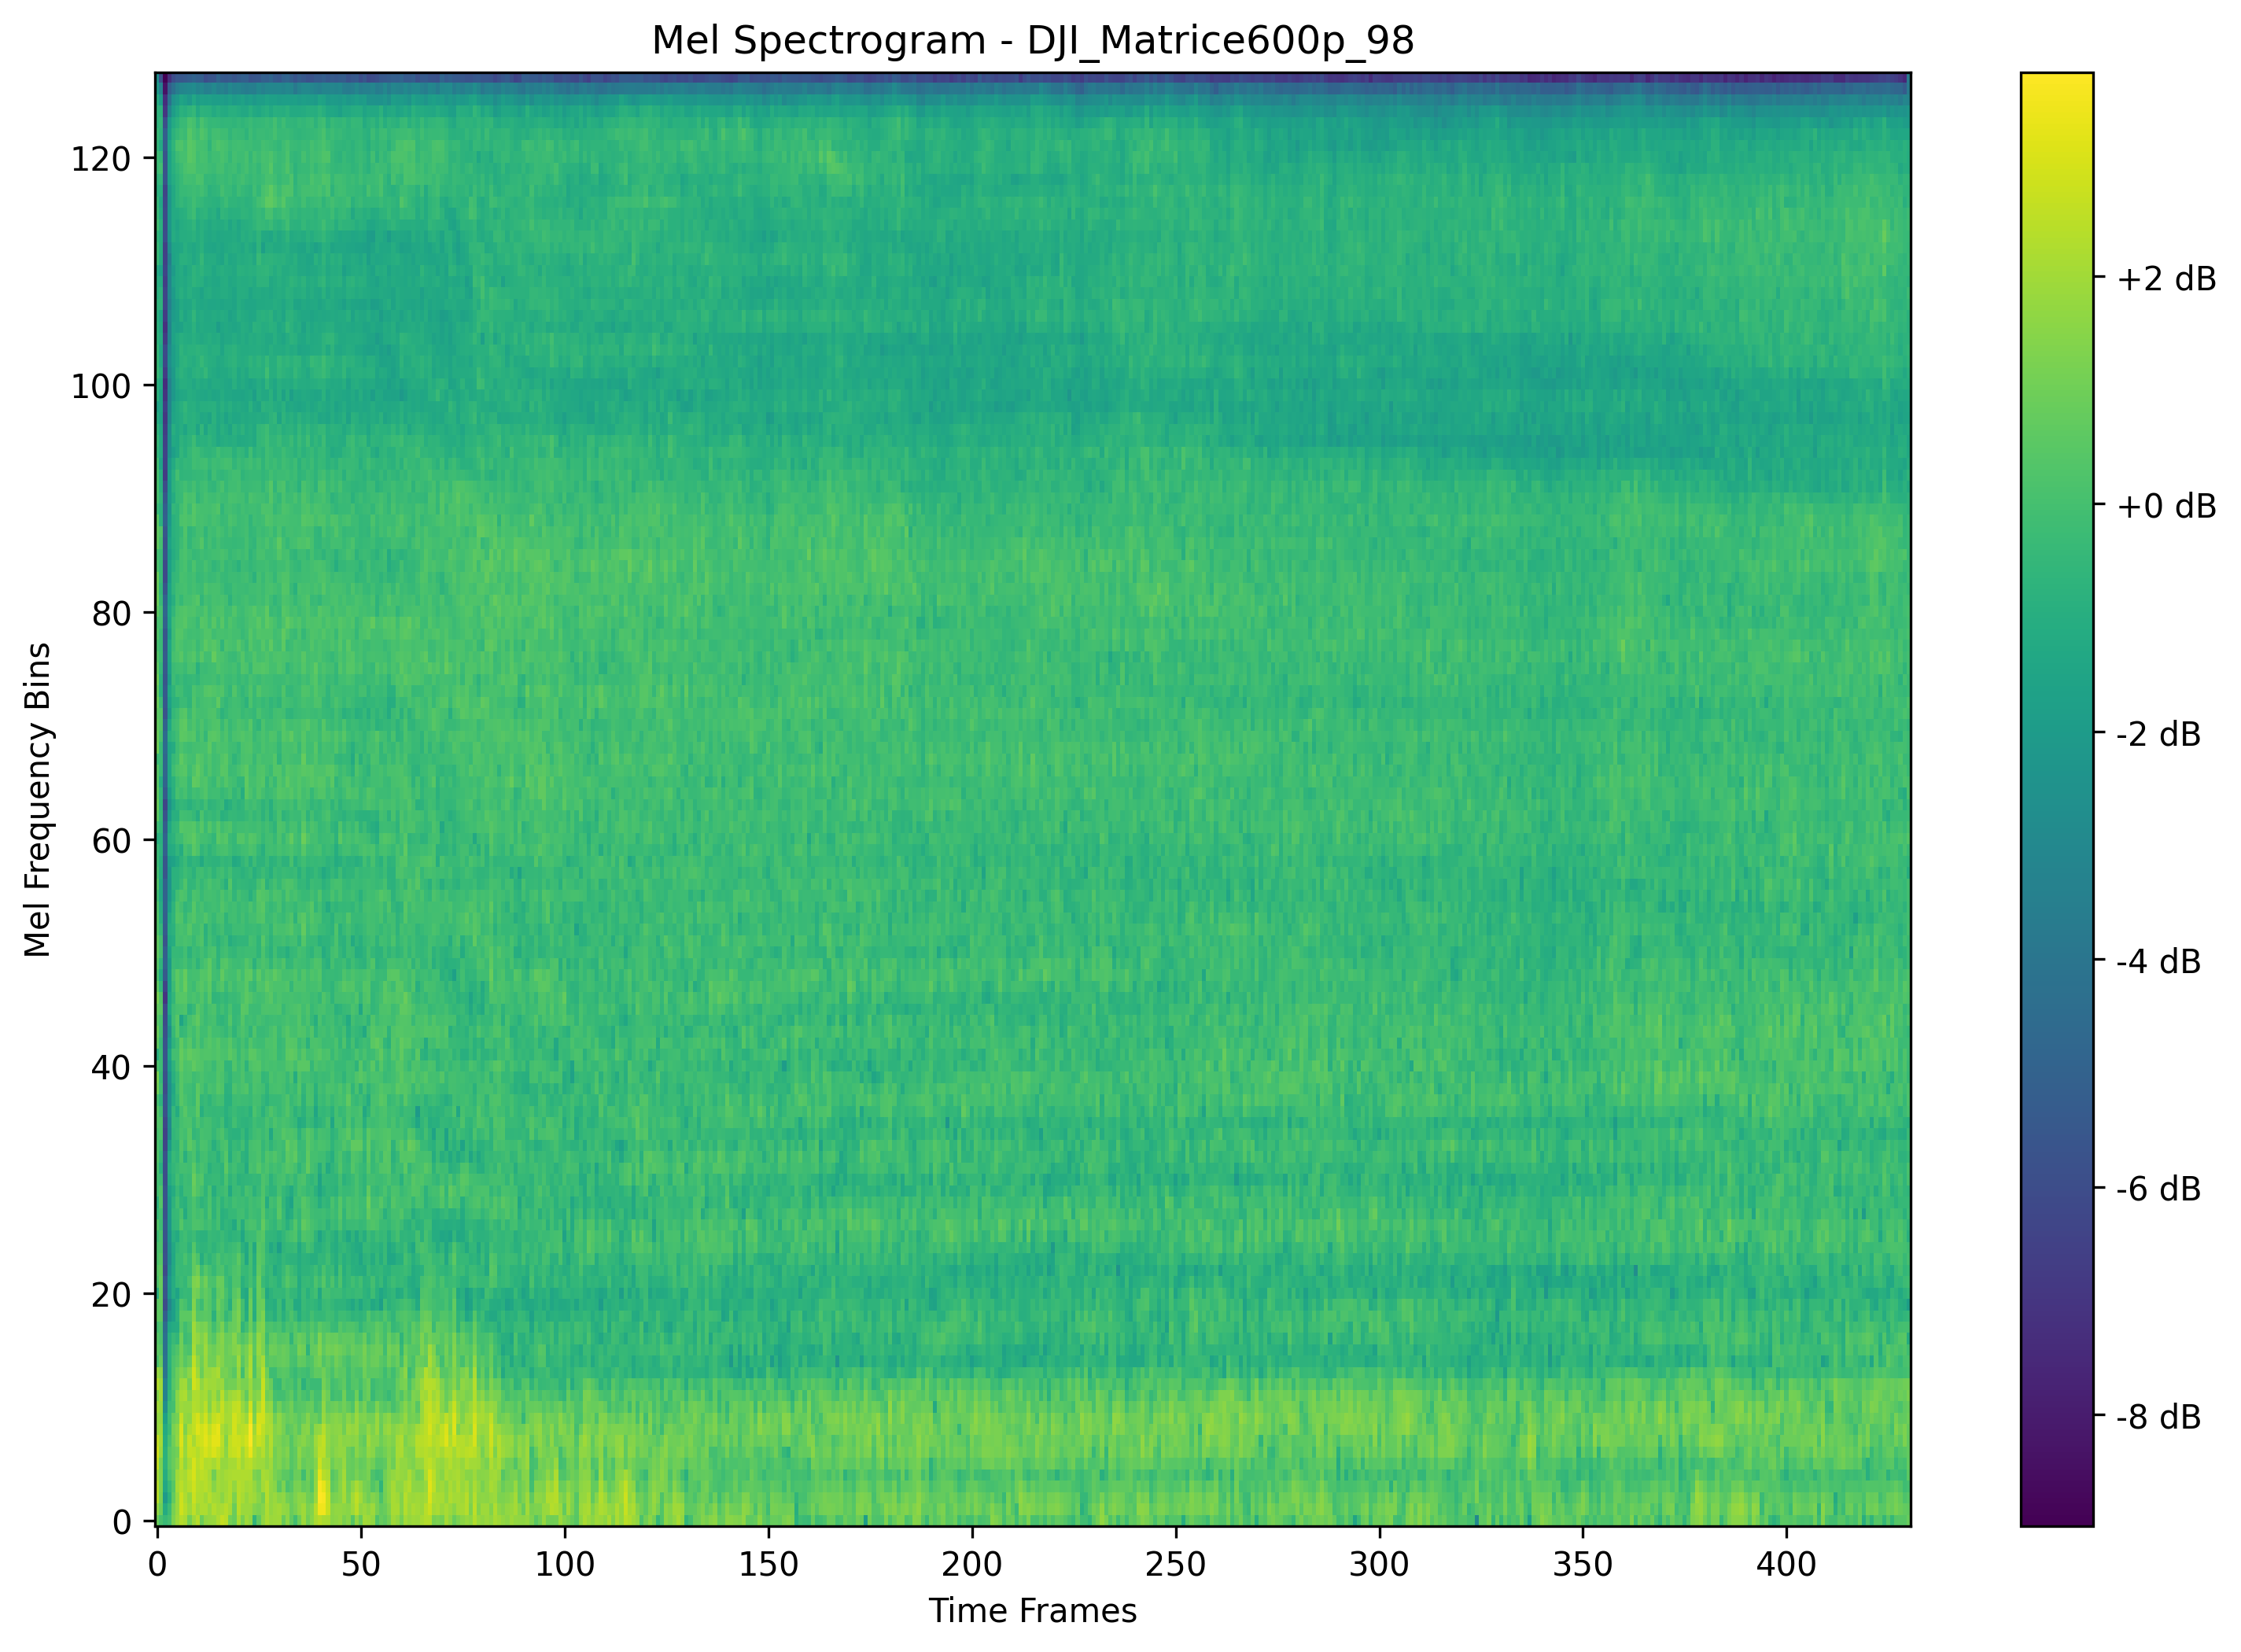 Mel Spectrogram - DJI_Matrice600p_98
Mel Frequency Bins
120
100
80
60
40
20
0
0 50 100 150 200 250 300 350 400
Time Frames
+2 dB
+0 dB
-2 dB
-4 dB
-6 dB
-8 dB